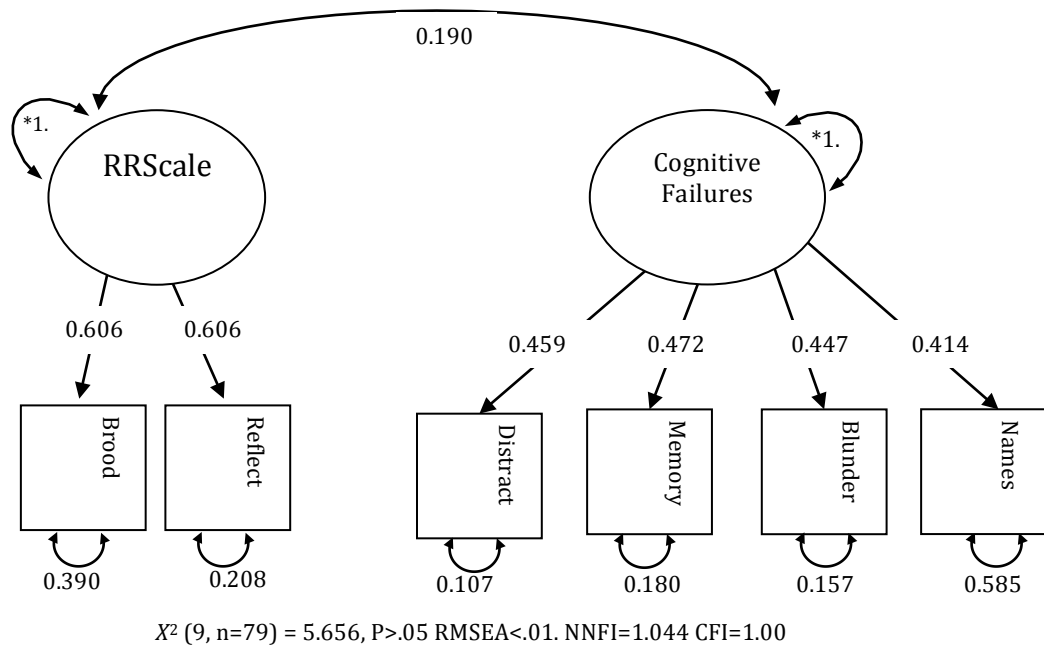 0.190
*1.
*1.
RRScale
Cognitive
Failures
0.606
0.606
0.459
0.472
0.447
0.414
Brood
Reflect
Distract
Memory
Blunder
Names
0.390
0.208
0.107
0.180
0.157
0.585
X² (9, n=79) = 5.656, P>.05 RMSEA<.01. NNFI=1.044 CFI=1.00